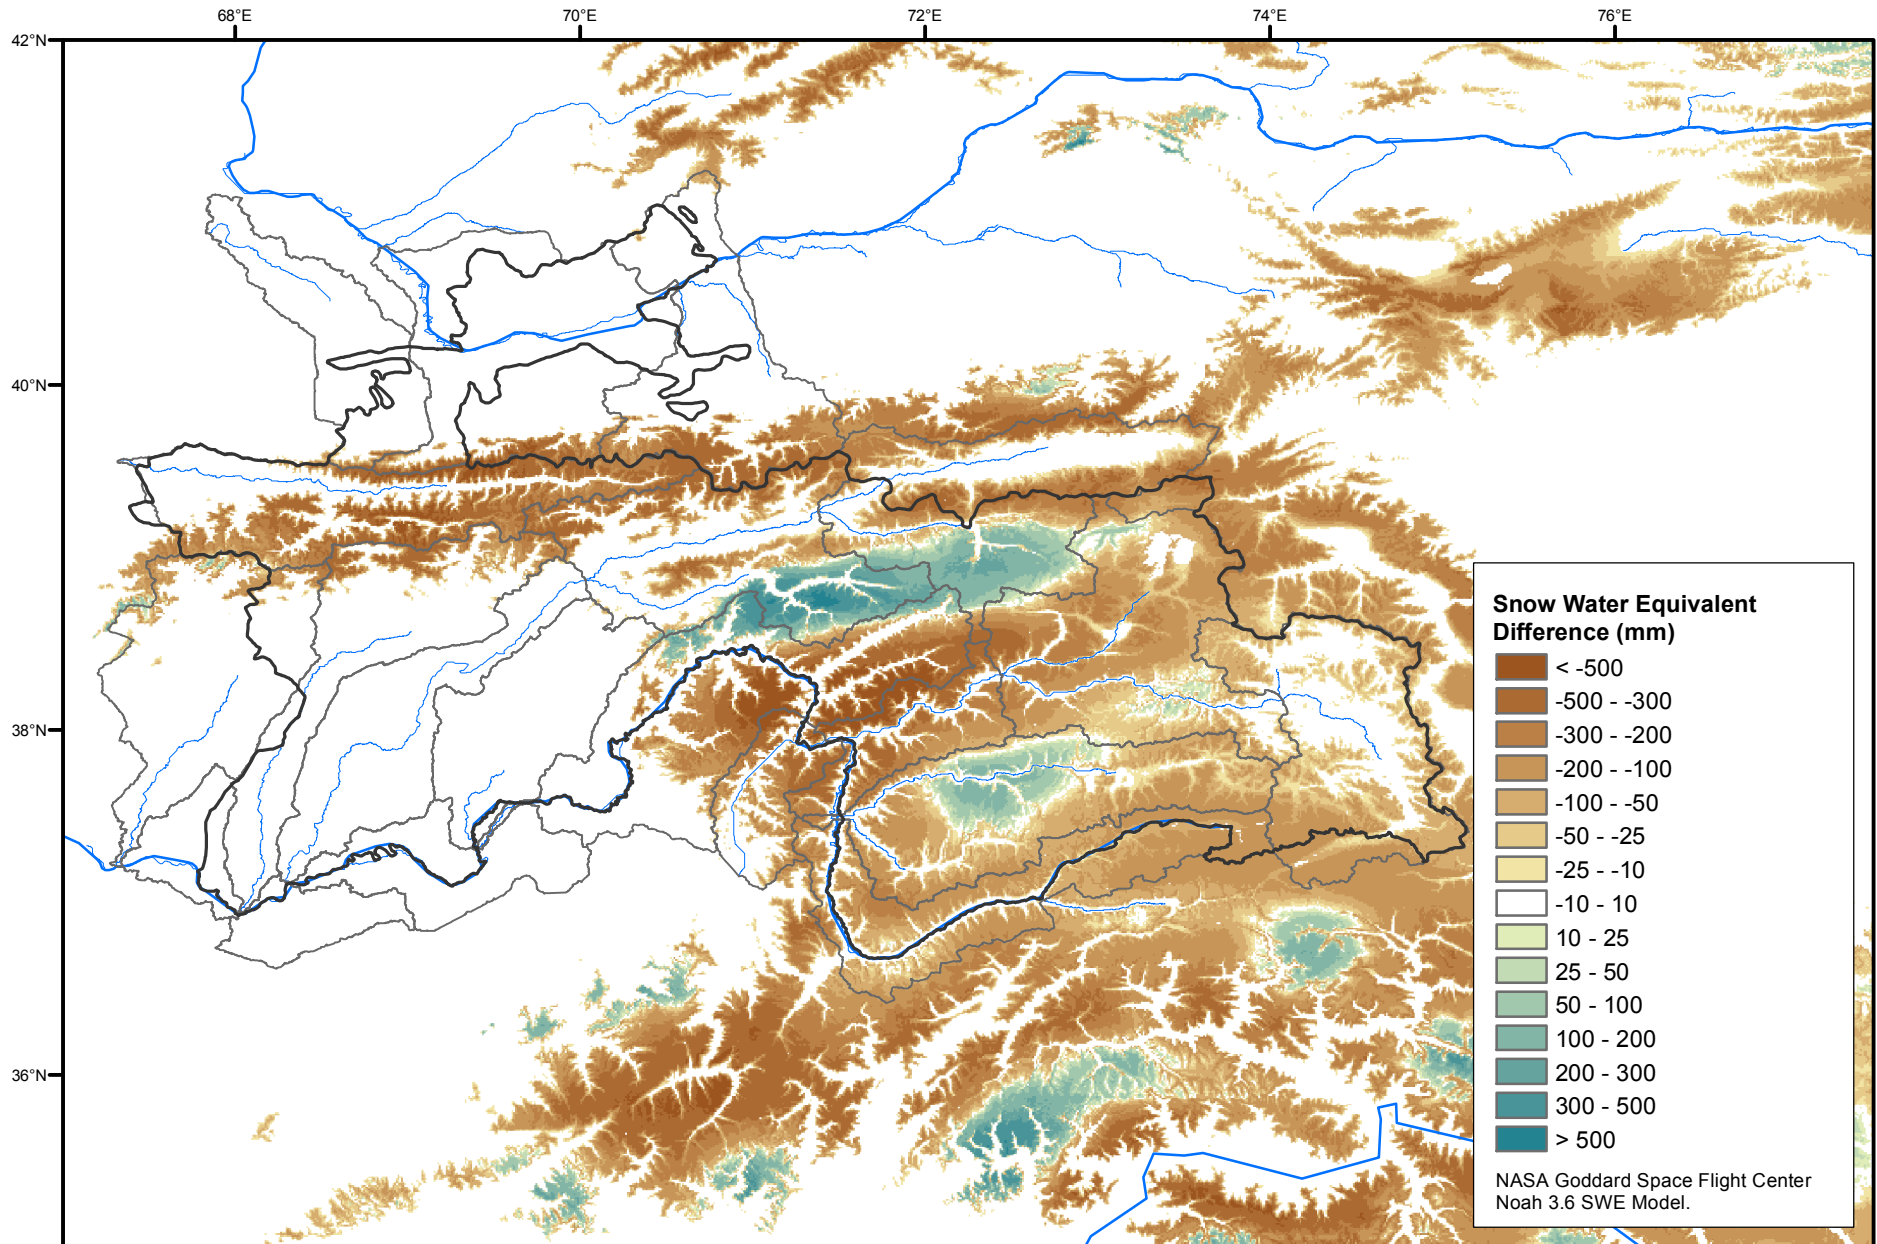 68°E 70°E 72°E 74°E 76°E
42°N
40°N
38°N
36°N
Snow Water Equivalent
Difference (mm)
< -500
-500 - -300
-300 - -200
-200 - -100
-100 - -50
-50 - -25
-25 - -10
-10 - 10
10 - 25
25 - 50
50 - 100
100 - 200
200 - 300
300 - 500
> 500
NASA Goddard Space Flight Center
Noah 3.6 SWE Model.